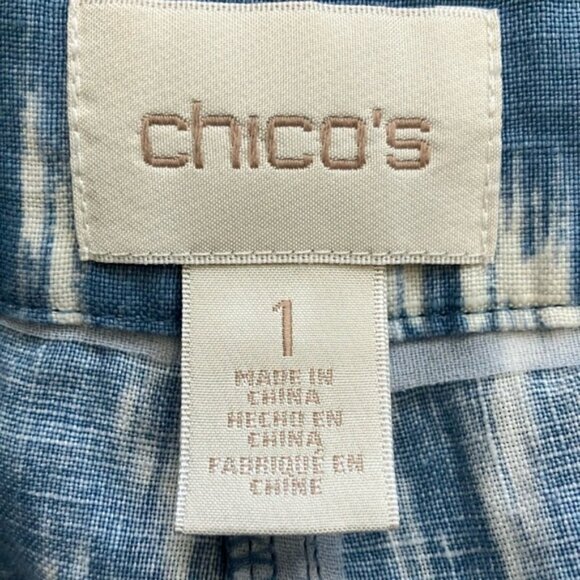 chico's
1
MADE IN
CHINA
HECHO EN
CHINA
FABRIQUÉ EN
CHINE